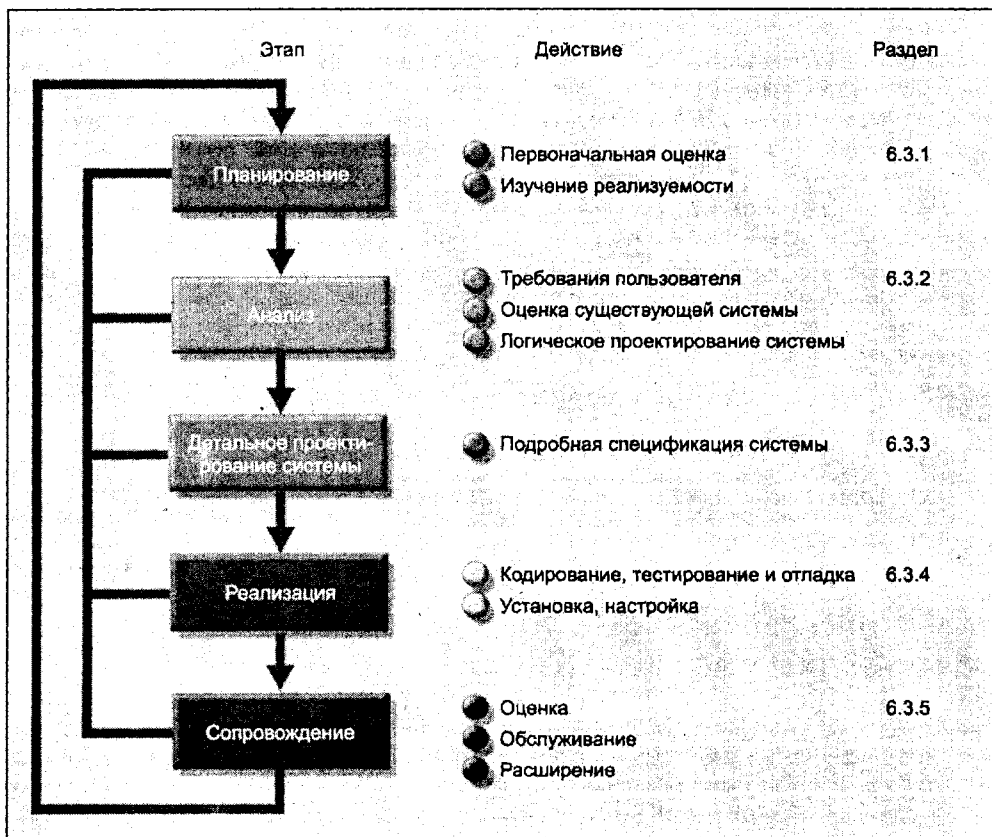 Этап Действие Раздел
Планирование
Первоначальная оценка 6.3.1
Изучение реализуемости
Анализ
Требования пользователя 6.3.2
Оценка существующей системы
Логическое проектирование системы
Детальное проекти-
рование системы
Подробная спецификация системы 6.3.3
Реализация
Кодирование, тестирование и отладка 6.3.4
Установка, настройка
Сопровождение
Оценка 6.3.5
Обслуживание
Расширение